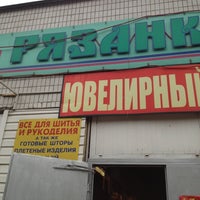 РЯЗАНК
ЮВЕЛИРНЫЙ
ВСЕ ДЛЯ ШИТЬЯ
И РУКОДЕЛИЯ
А ТАК ЖЕ
ГОТОВЫЕ ШТОРЫ
ПЛЕТЕНЫЕ ИЗДЕЛИЯ